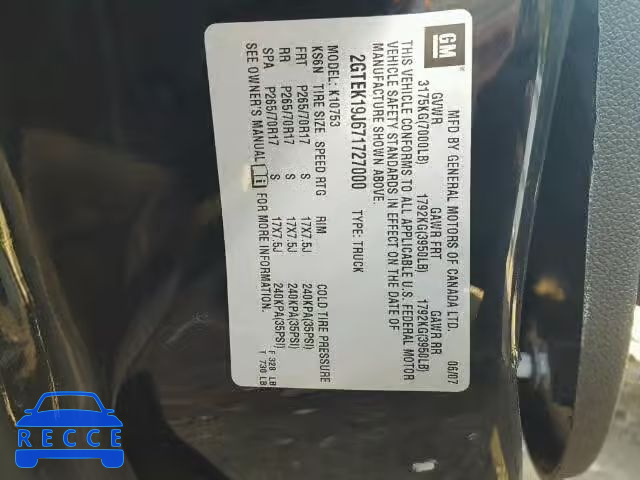 GM
MFD BY GENERAL MOTORS OF CANADA LTD. 06/07
GVWR GAWR FRT GAWR RR
3175KG(7000LB) 1792KG(3950LB) 1792KG(3950LB)
THIS VEHICLE CONFORMS TO ALL APPLICABLE U.S. FEDERAL MOTOR
VEHICLE SAFETY STANDARDS IN EFFECT ON THE DATE OF
MANUFACTURE SHOWN ABOVE.
2GTEK19J671727000 TYPE: TRUCK
MODEL: K10753
KS6N TIRE SIZE SPEED RTG RIM COLD TIRE PRESSURE
FRT P265/70R17 S 17X7.5J 240KPA(35PSI)
RR P265/70R17 S 17X7.5J 240KPA(35PSI)
SPA P265/70R17 S 17X7.5J 240KPA(35PSI)
SEE OWNER'S MANUAL FOR MORE INFORMATION.
F 328 LB
T 730 LB
RECCE